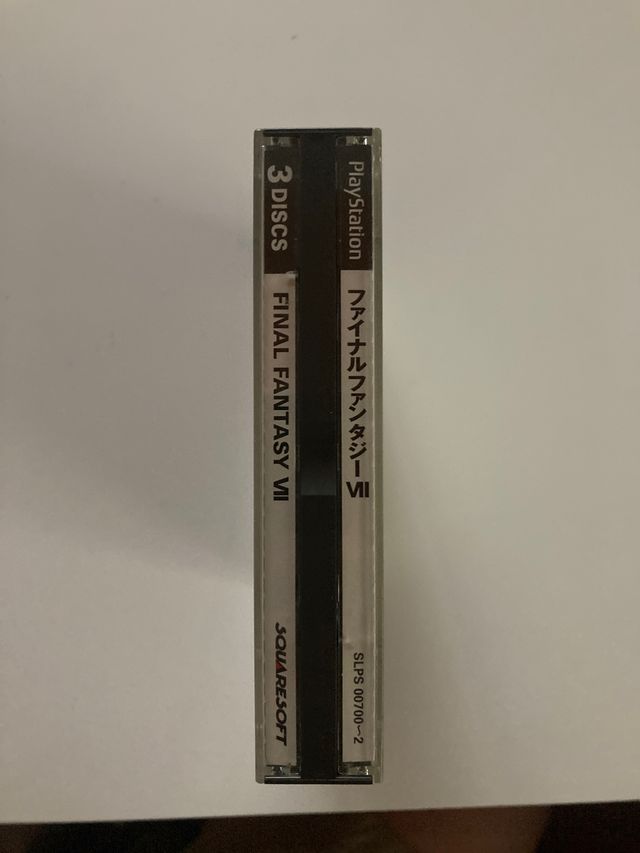 PlayStation
ファイナルファンタジーⅦ
SLPS 00700〜2
3 DISCS
FINAL FANTASY VII
SQUARESOFT